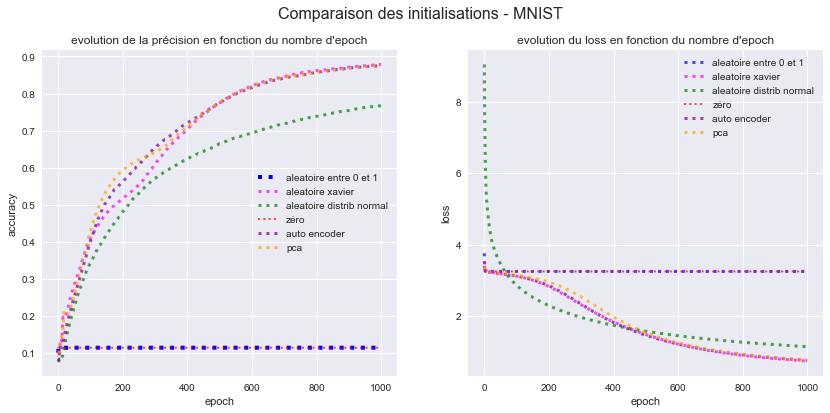 Comparaison des initialisations - MNIST
evolution de la précision en fonction du nombre d'epoch
0.9
0.8
0.7
0.6
0.5
0.4
0.3
0.2
0.1
accuracy
aleatoire entre 0 et 1
aleatoire xavier
aleatoire distrib normal
zéro
auto encoder
pca
0
200
400
600
800
1000
epoch
evolution du loss en fonction du nombre d'epoch
8
6
4
2
loss
aleatoire entre 0 et 1
aleatoire xavier
aleatoire distrib normal
zéro
auto encoder
pca
0
200
400
600
800
1000
epoch